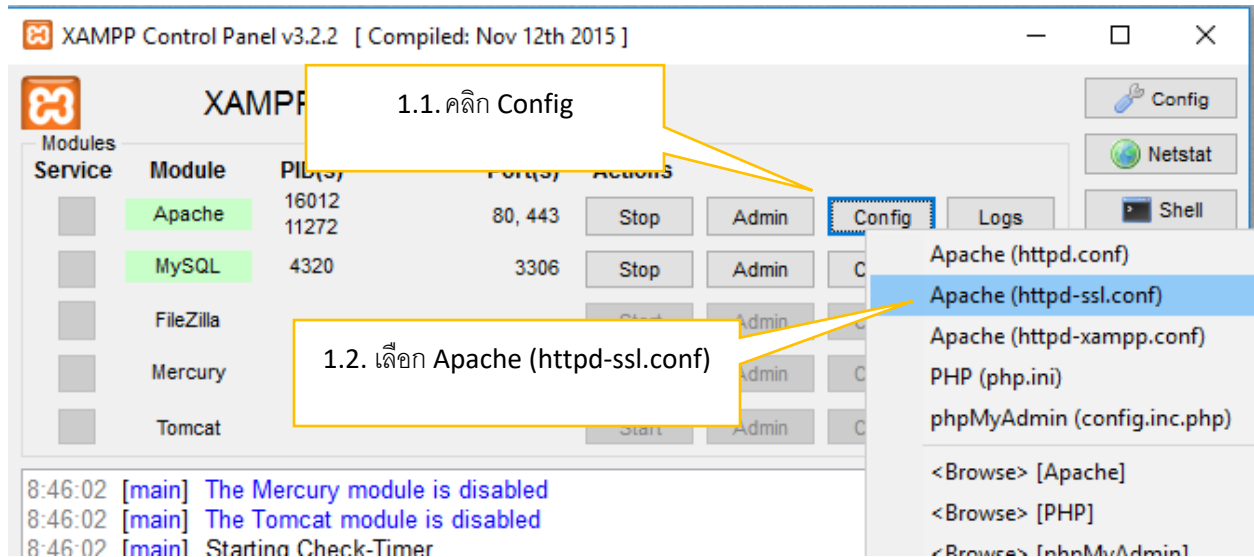 XAMPP Control Panel v3.2.2 [ Compiled: Nov 12th 2015 ]
1.1. คลิก Config
Config
Modules
Netstat
Service Module
Apache 16012 80, 443 Stop Admin Config Logs Shell
11272
MySQL 4320 3306 Stop Admin
FileZilla
Mercury Admin
Tomcat Start Admin
1.2. เลือก Apache (httpd-ssl.conf)
Apache (httpd.conf)
Apache (httpd-ssl.conf)
Apache (httpd-xampp.conf)
PHP (php.ini)
phpMyAdmin (config.inc.php)
<Browse> [Apache]
<Browse> [PHP]
<Browse> [phpMyAdmin]
8:46:02 [main] The Mercury module is disabled
8:46:02 [main] The Tomcat module is disabled
8:46:02 [main] Starting Check-Timer